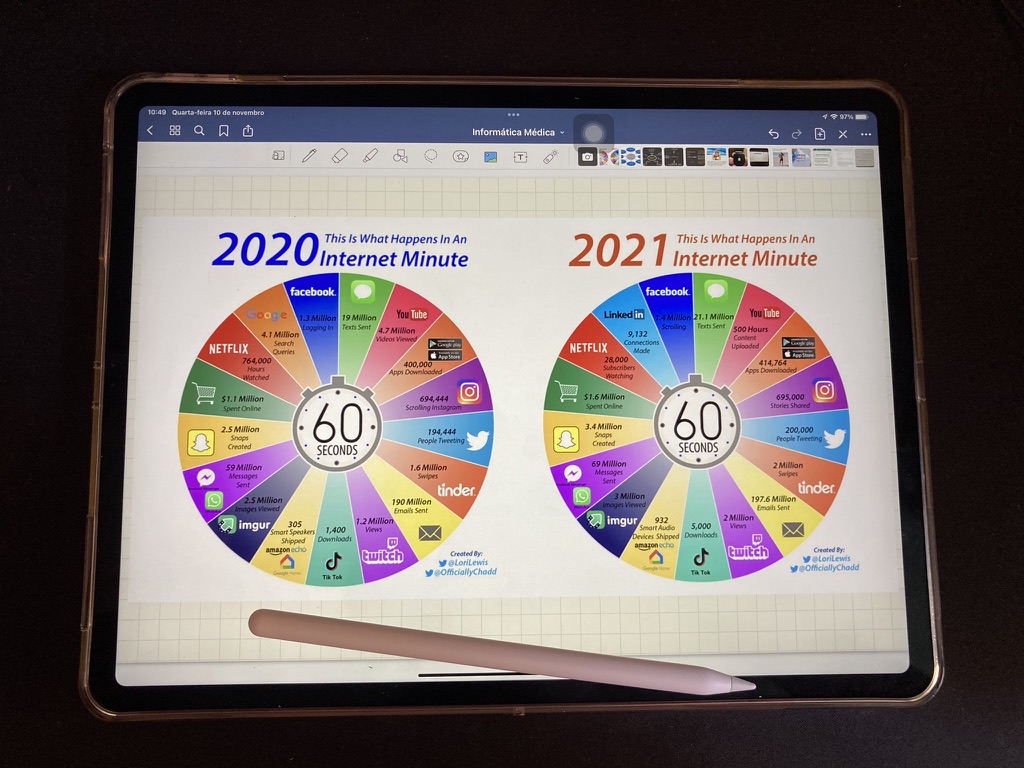 10:49 Quarta-feira 10 de novembro
97%
Informática Médica
T
2020 This Is What Happens In An
Internet Minute
facebook
1.3 Million
Logging In
19 Million
Texts Sent
YouTube
4.7 Million
Videos Viewed
Google play
App Store
400,000
Apps Downloaded
694,444
Scrolling Instagram
194,444
People Tweeting
1.6 Million
Swipes
tinder
190 Million
Emails Sent
1.2 Million
Views
twitch
1,400
Downloads
Tik Tok
305
Smart Speakers
Shipped
amazon echo
Google Home
2.5 Million
Images Viewed
imgur
59 Million
Messages
Sent
2.5 Million
Snaps
Created
$1.1 Million
Spent Online
NETFLIX
764,000
Hours
Watched
Google
4.1 Million
Search
Queries
60
SECONDS
Created By:
@LoriLewis
@OfficiallyChadd
2021 This Is What Happens In An
Internet Minute
facebook
1.4 Million
Scrolling
21.1 Million
Texts Sent
YouTube
500 Hours
Content
Uploaded
Google play
App Store
414,764
Apps Downloaded
695,000
Stories Shared
200,000
People Tweeting
2 Million
Swipes
tinder
197.6 Million
Emails Sent
2 Million
Views
twitch
5,000
Downloads
Tik Tok
932
Smart Audio
Devices Shipped
amazon echo
Google Home
3 Million
Images Viewed
imgur
69 Million
Messages
Sent
3.4 Million
Snaps
Created
$1.6 Million
Spent Online
NETFLIX
28,000
Subscribers
Watching
Linked in
9,132
Connections
Made
60
SECONDS
Created By:
@LoriLewis
@OfficiallyChadd